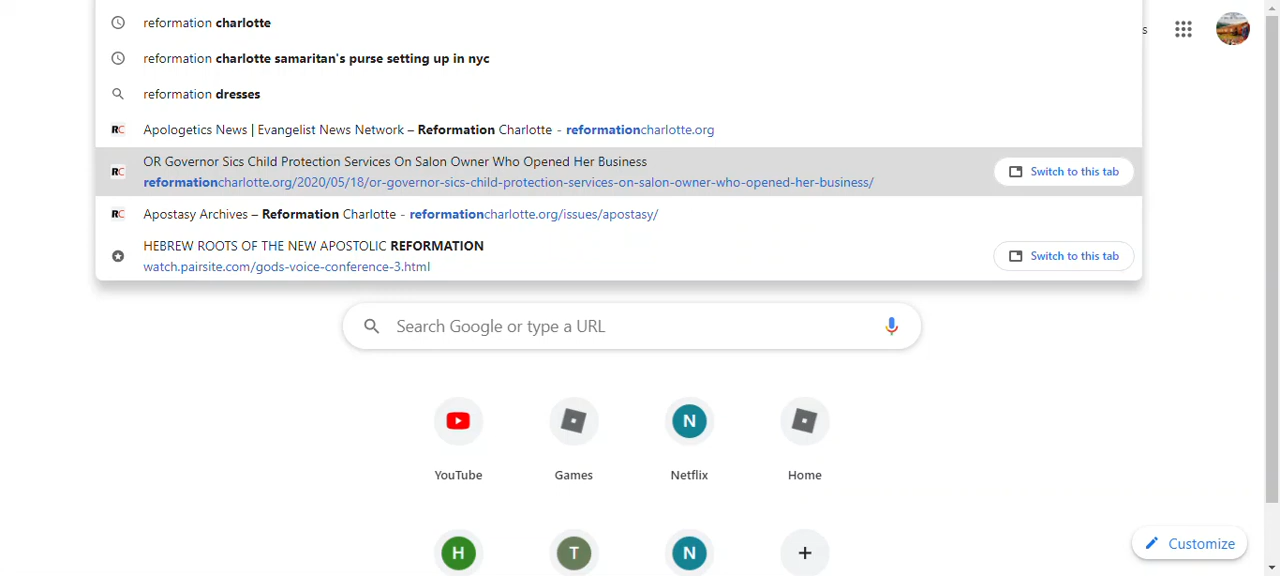 reformation charlotte
s
reformation charlotte samaritan's purse setting up in nyc
reformation dresses
RC Apologetics News | Evangelist News Network – Reformation Charlotte - reformationcharlotte.org
OR Governor Sics Child Protection Services On Salon Owner Who Opened Her Business
RC reformationcharlotte.org/2020/05/18/or-governor-sics-child-protection-services-on-salon-owner-who-opened-her-business/ Switch to this tab
RC Apostasy Archives – Reformation Charlotte - reformationcharlotte.org/issues/apostasy/
HEBREW ROOTS OF THE NEW APOSTOLIC REFORMATION
watch.pairsite.com/gods-voice-conference-3.html Switch to this tab
Search Google or type a URL
N
YouTube Games Netflix Home
H T N
Customize